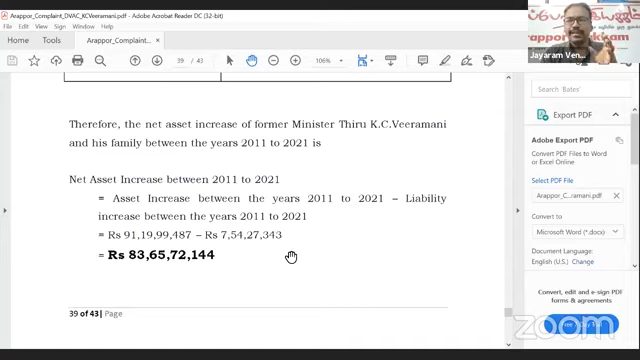 Arappor_Complaint_DVAC_KCVeeramani.pdf - Adobe Acrobat Reader DC (32-bit)
File Edit View Sign Window Help
Home Tools Arappor_Complaint... ×
39 / 43 106%
Jayaram Ven...
Therefore, the net asset increase of former Minister Thiru K.C.Veeramani
and his family between the years 2011 to 2021 is
Net Asset Increase between 2011 to 2021
= Asset Increase between the years 2011 to 2021 – Liability
increase between the years 2011 to 2021
= Rs 91,19,99,487 – Rs 7,54,27,343
= Rs 83,65,72,144
39 of 43 | Page
Search 'Bates'
Export PDF
Adobe Export PDF
Convert PDF Files to Word
or Excel Online
Select PDF File
Arappor_C...ramani.pdf ×
Convert to
Microsoft Word (*.docx)
Document Language:
English (U.S.) Change
Convert, edit and e-sign PDF
forms & agreements
Free 7-Day Trial
zoom